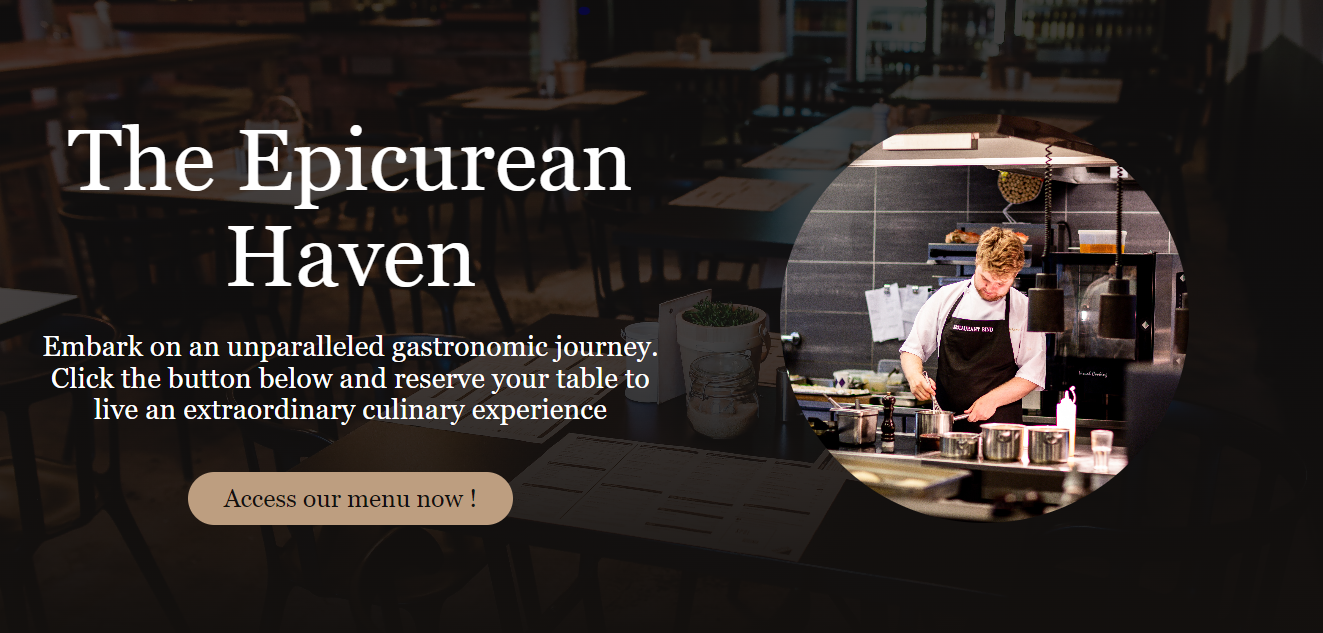 The Epicurean
Haven
Embark on an unparalleled gastronomic journey.
Click the button below and reserve your table to
live an extraordinary culinary experience
Access our menu now !